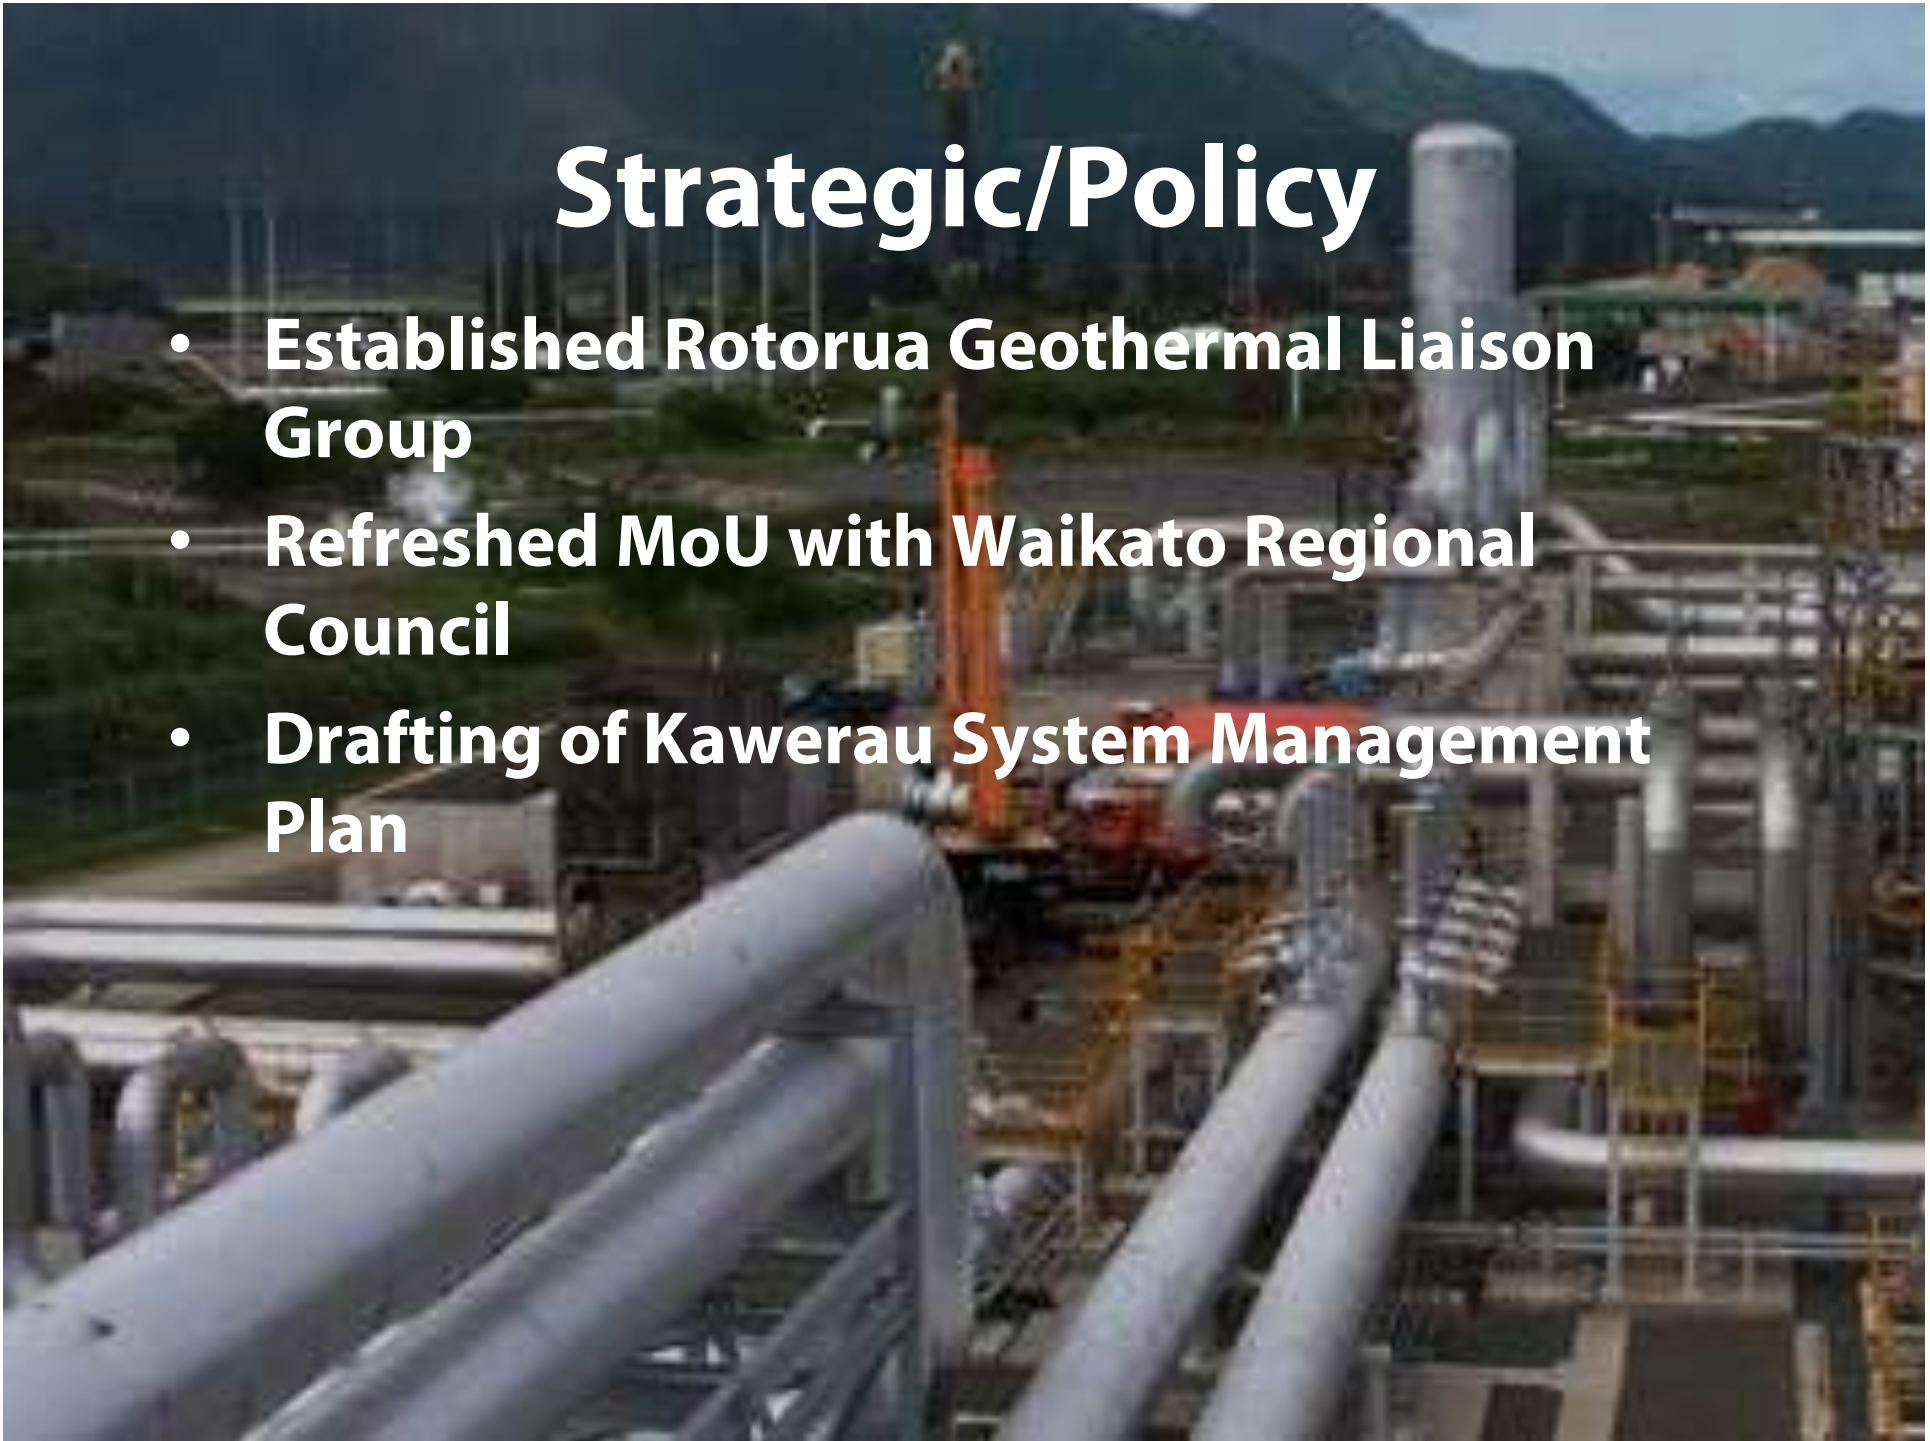 Strategic/Policy
• Established Rotorua Geothermal Liaison
Group
• Refreshed MoU with Waikato Regional
Council
• Drafting of Kawerau System Management
Plan